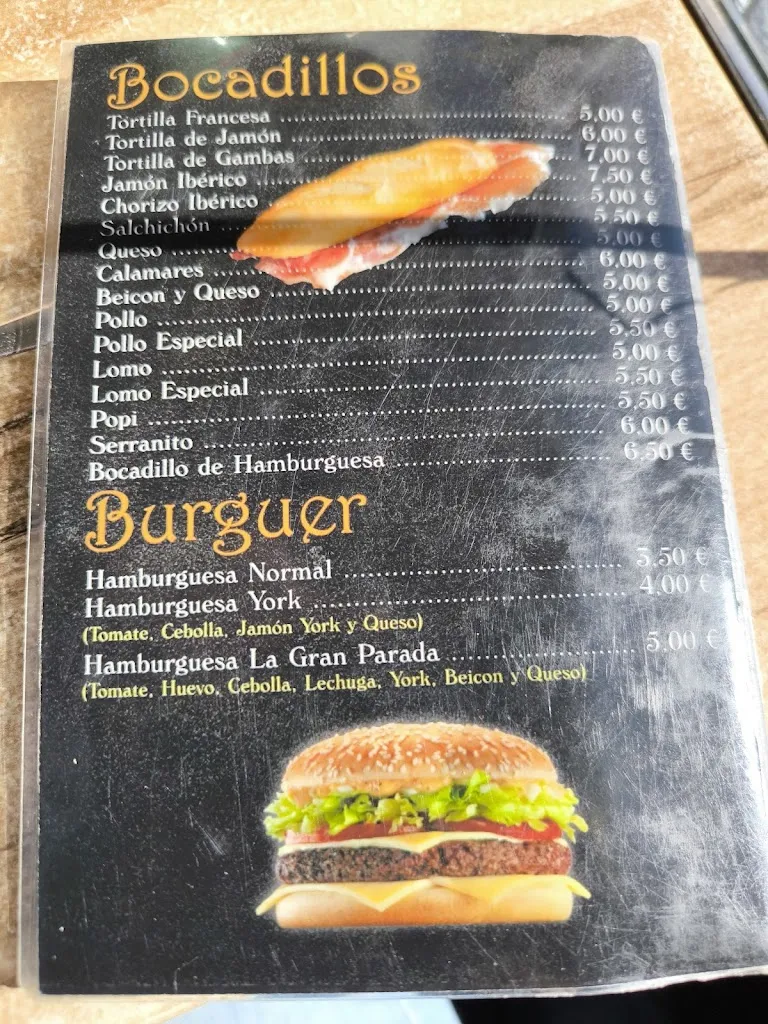 Bocadillos
Tortilla Francesa ........ 5,00 €
Tortilla de Jamón ........ 6,00 €
Tortilla de Gambas ........ 7,00 €
Jamón Ibérico ........ 7,50 €
Chorizo Ibérico ........ 5,00 €
Salchichón ........ 5,50 €
Queso ........ 5,00 €
Calamares ........ 6,00 €
Beicon y Queso ........ 5,00 €
Pollo ........ 5,00 €
Pollo Especial ........ 5,50 €
Lomo ........ 5,00 €
Lomo Especial ........ 5,50 €
Popi ........ 5,50 €
Serranito ........ 6,00 €
Bocadillo de Hamburguesa ........ 6,50 €
Burguer
Hamburguesa Normal ........ 3,50 €
Hamburguesa York ........ 4,00 €
(Tomate, Cebolla, Jamón York y Queso)
Hamburguesa La Gran Parada ........ 5,00 €
(Tomate, Huevo, Cebolla, Lechuga, York, Beicon y Queso)